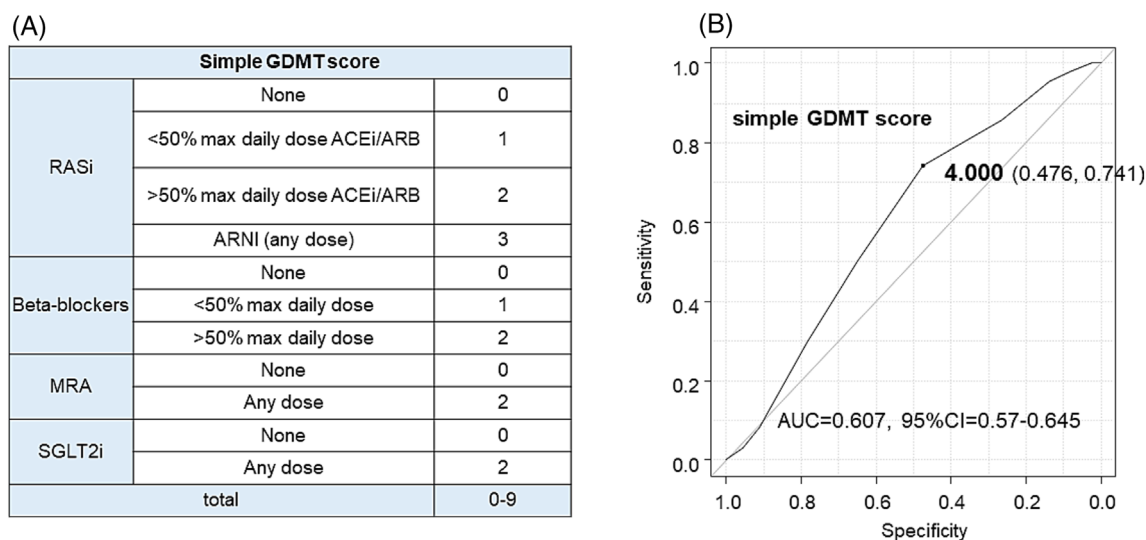 (A)
Simple GDMT score
RASi
None 0
<50% max daily dose ACEi/ARB 1
>50% max daily dose ACEi/ARB 2
ARNI (any dose) 3
Beta-blockers
None 0
<50% max daily dose 1
>50% max daily dose 2
MRA
None 0
Any dose 2
SGLT2i
None 0
Any dose 2
total 0-9
(B)
simple GDMT score
4.000 (0.476, 0.741)
AUC=0.607, 95%CI=0.57-0.645
Sensitivity
1.0
0.8
0.6
0.4
0.2
0.0
1.0 0.8 0.6 0.4 0.2 0.0
Specificity